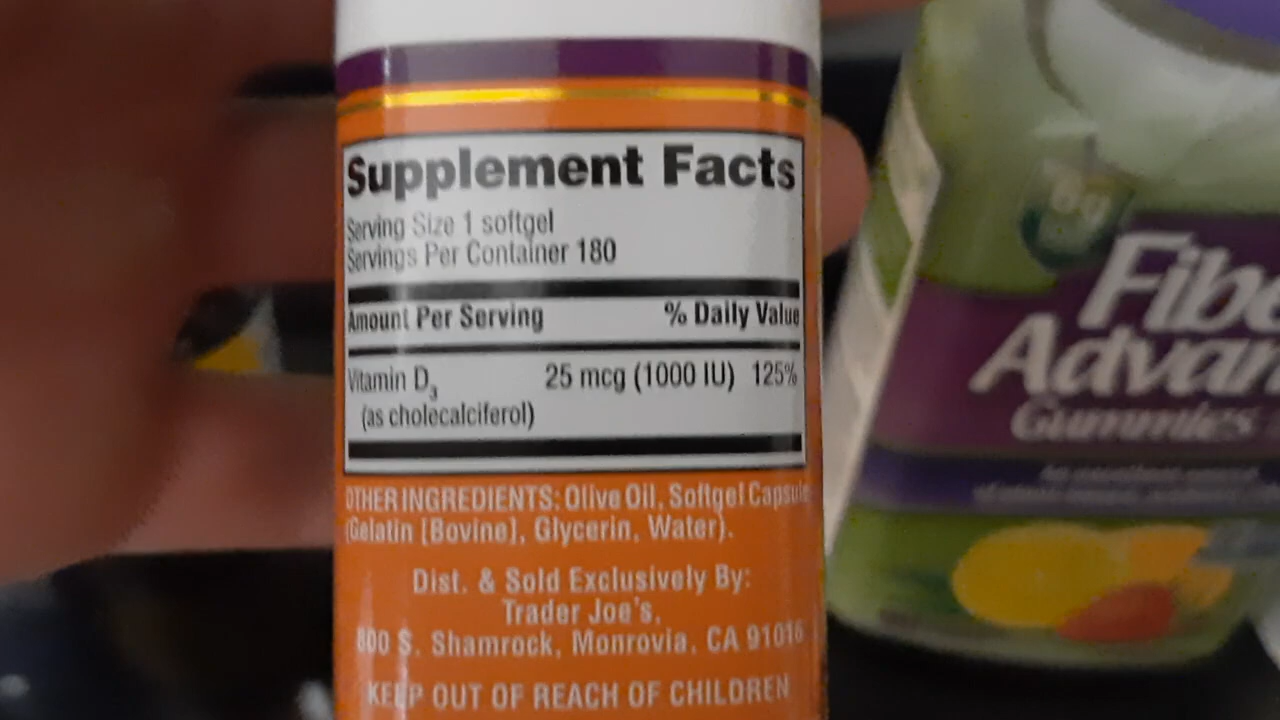 Supplement Facts
Serving Size 1 softgel
Servings Per Container 180
Amount Per Serving % Daily Value
Vitamin D3 25 mcg (1000 IU) 125%
(as cholecalciferol)
OTHER INGREDIENTS: Olive Oil, Softgel Capsule
(Gelatin [Bovine], Glycerin, Water).
Dist. & Sold Exclusively By:
Trader Joe's,
800 S. Shamrock, Monrovia, CA 91016
KEEP OUT OF REACH OF CHILDREN
Fibe
Advan
Gummies